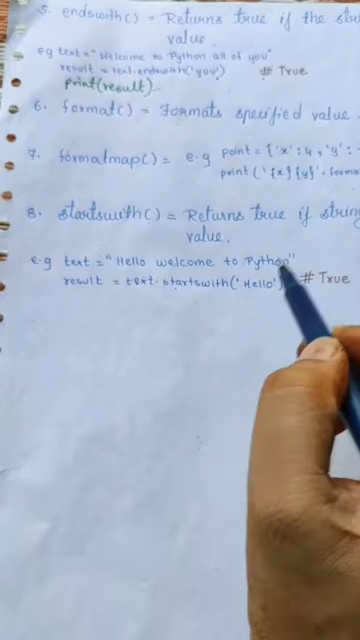 5. endswith() = Returns true if the stri
value.
e.g text = "Welcome to Python all of you"
result = text.endswith('you') # True
print(result).
6. format() = Formats specified value.
7. formatmap() = e.g point = {'x':4, 'y':
print('{x}{y}'.forma
8. startswith() = Returns true if string
value.
e.g text = "Hello welcome to Python"
result = text.startswith('Hello') # True